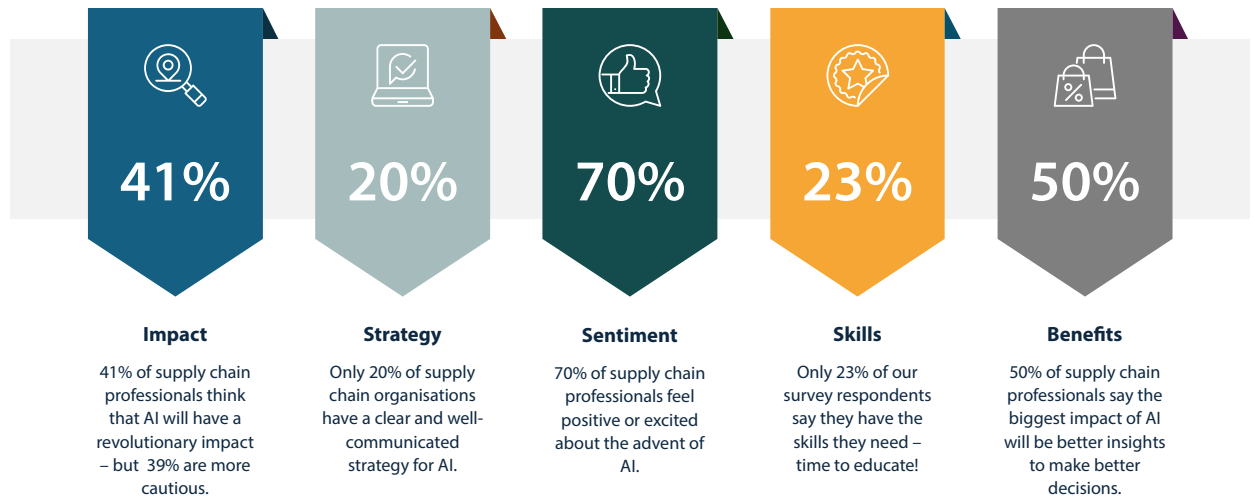 41%
20%
70%
23%
50%
%
Impact
41% of supply chain
professionals think
that AI will have a
revolutionary impact
– but  39% are more
cautious.
Strategy
Only 20% of supply
chain organisations
have a clear and well-
communicated
strategy for AI.
Sentiment
70% of supply chain
professionals feel
positive or excited
about the advent of
AI.
Skills
Only 23% of our
survey respondents
say they have the
skills they need –
time to educate!
Benefits
50% of supply chain
professionals say the
biggest impact of AI
will be better insights
to make better
decisions.